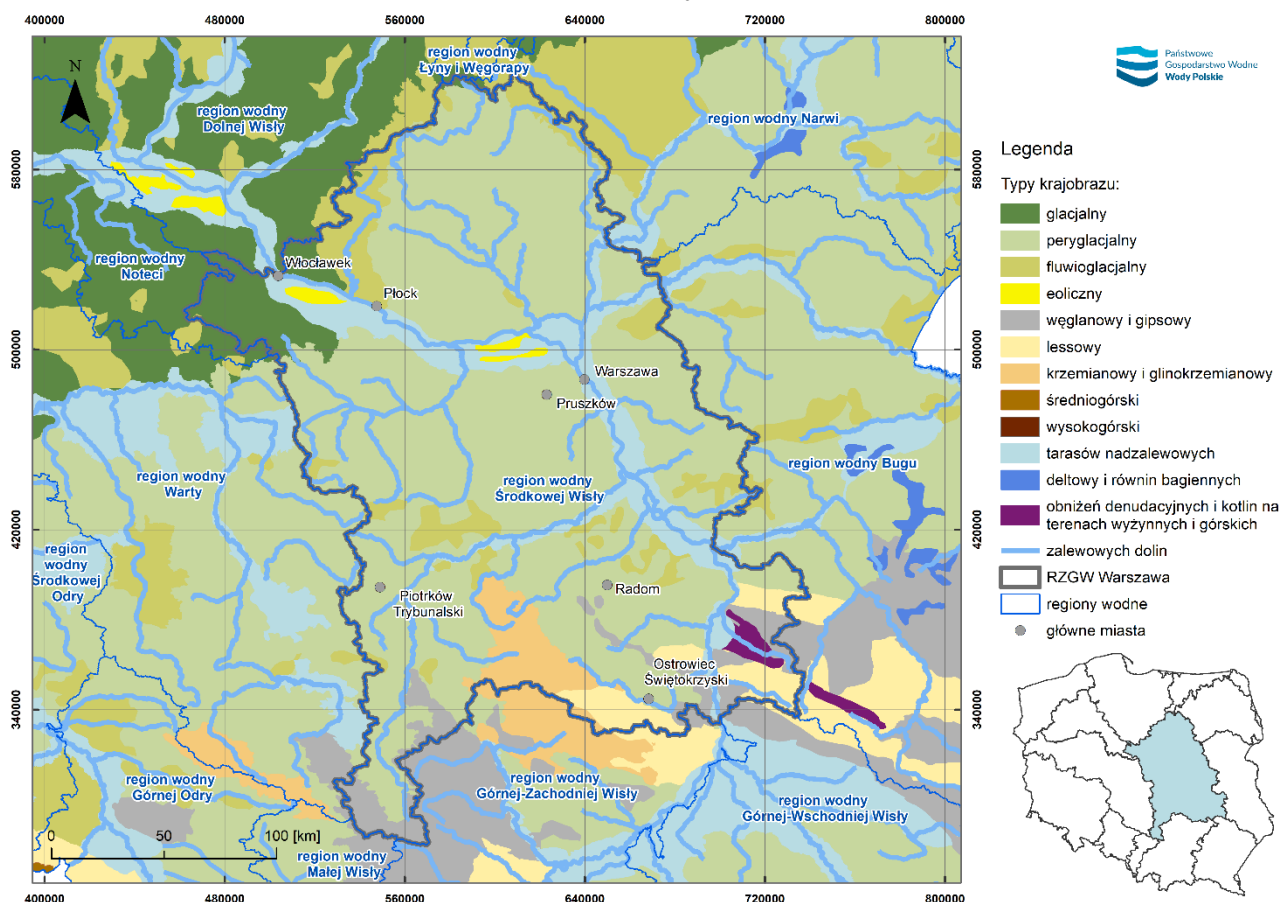 400000 480000 560000 640000 720000 800000
Państwowe
Gospodarstwo Wodne
Wody Polskie
N
region wodny
Łyny i Węgorapy
region wodny
Dolnej Wisły
region wodny Narwi
580000
580000
region wodny
Noteci
Włocławek
Płock
500000
500000
Warszawa
Pruszków
region wodny
Warty
region wodny
Środkowej Wisły
region wodny Bugu
420000
420000
region
wodny
Środkowej
Odry
Piotrków
Trybunalski
Radom
Ostrowiec
Świętokrzyski
340000
340000
region wodny
Górnej Odry
region wodny
Górnej-Zachodniej Wisły
region wodny
Górnej-Wschodniej Wisły
region wodny
Małej Wisły
0 50 100 [km]
400000 480000 560000 640000 720000 800000
Legenda
Typy krajobrazu:
glacjalny
peryglacjalny
fluwioglacjalny
eoliczny
węglanowy i gipsowy
lessowy
krzemianowy i glinokrzemianowy
średniogórski
wysokogórski
tarasów nadzalewowych
deltowy i równin bagiennych
obniżeń denudacyjnych i kotlin na
terenach wyżynnych i górskich
zalewowych dolin
RZGW Warszawa
regiony wodne
główne miasta